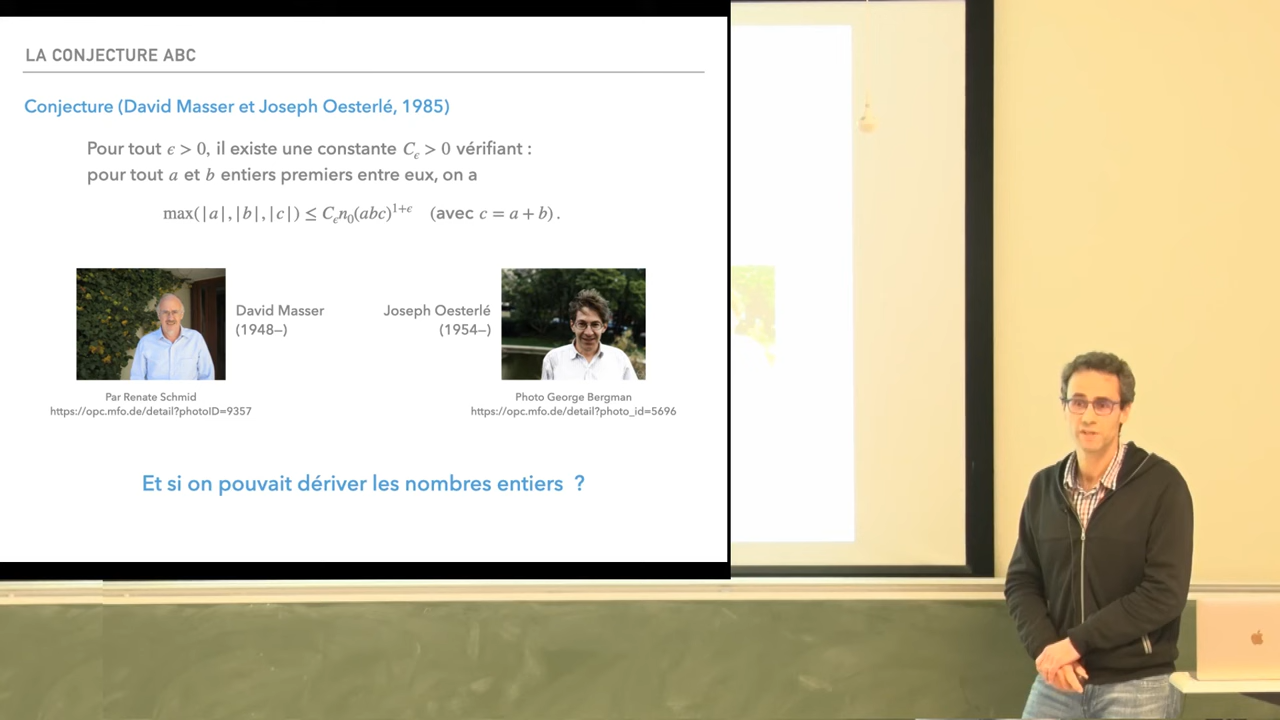 LA CONJECTURE ABC
Conjecture (David Masser et Joseph Oesterlé, 1985)
Pour tout ϵ > 0, il existe une constante C_ϵ > 0 vérifiant :
pour tout a et b entiers premiers entre eux, on a
max(|a|,|b|,|c|) ≤ C_ϵ n_0(abc)^{1+ϵ} (avec c = a + b).
David Masser
(1948–)
Joseph Oesterlé
(1954–)
Par Renate Schmid
https://opc.mfo.de/detail?photoID=9357
Photo George Bergman
https://opc.mfo.de/detail?photo_id=5696
Et si on pouvait dériver les nombres entiers ?